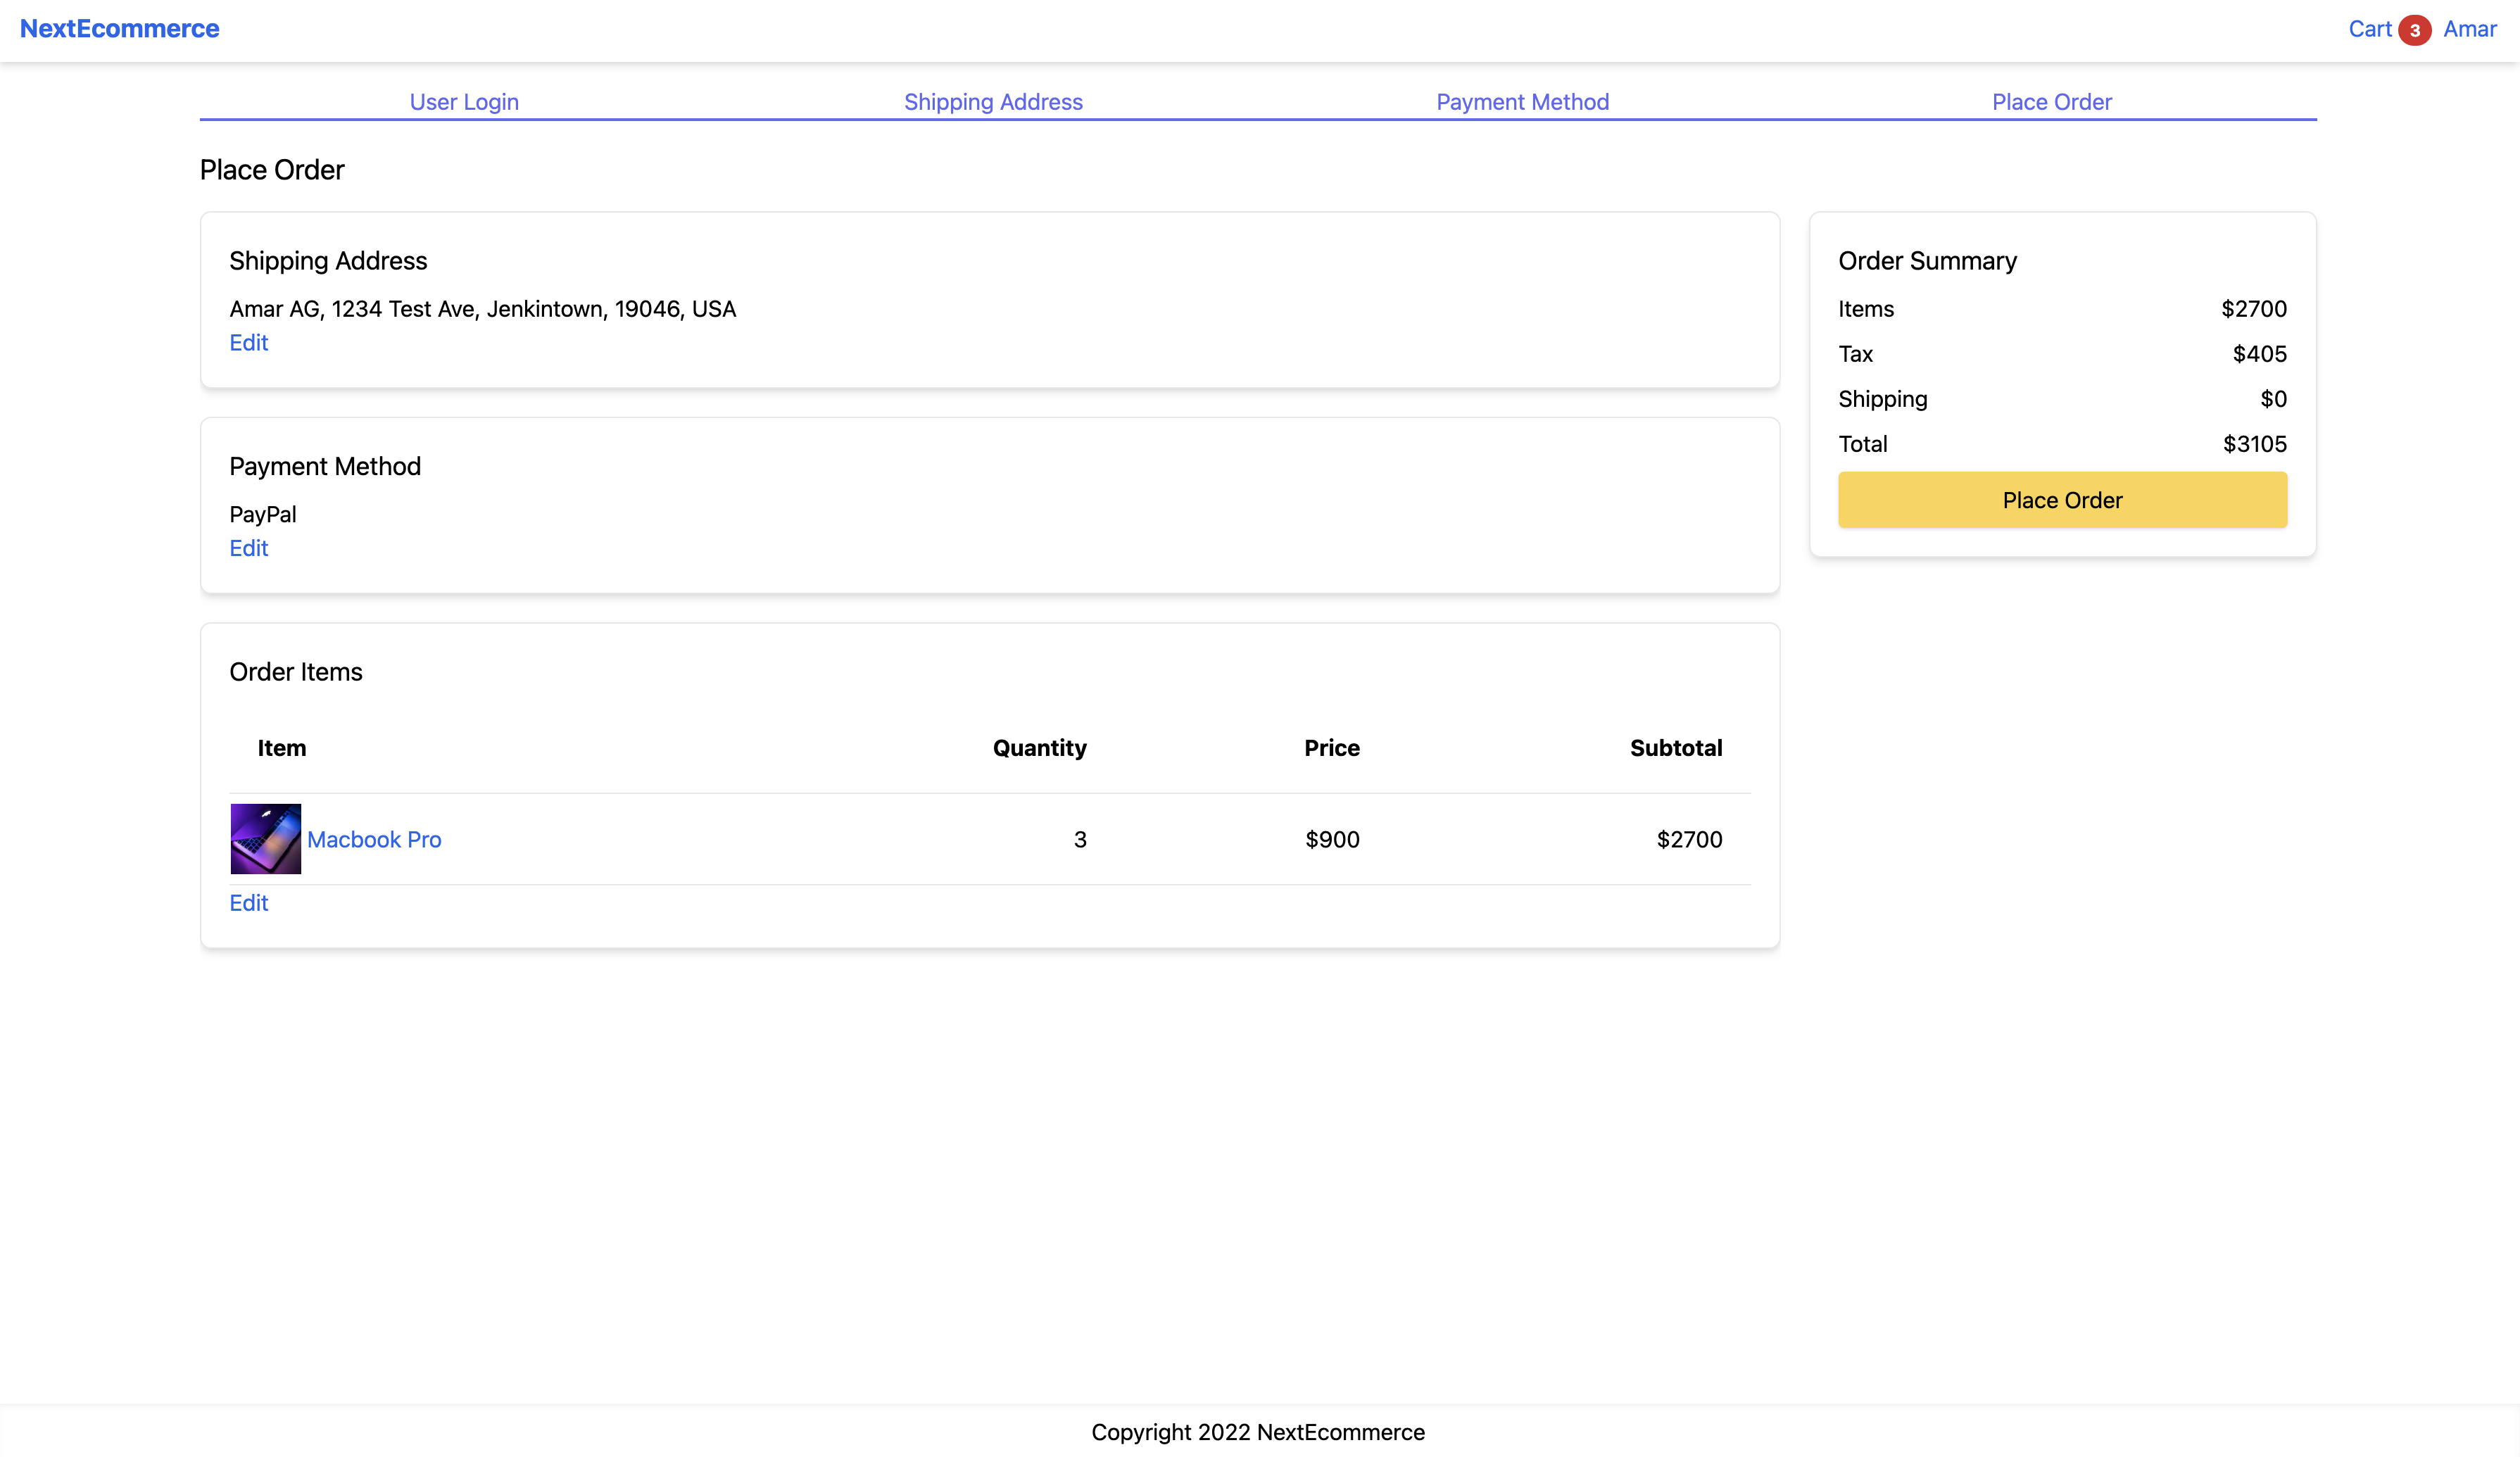 NextEcommerce
Cart 3 Amar
User Login Shipping Address Payment Method Place Order
Place Order
Shipping Address
Amar AG, 1234 Test Ave, Jenkintown, 19046, USA
Edit
Payment Method
PayPal
Edit
Order Items
Item Quantity Price Subtotal
Macbook Pro 3 $900 $2700
Edit
Order Summary
Items $2700
Tax $405
Shipping $0
Total $3105
Place Order
Copyright 2022 NextEcommerce